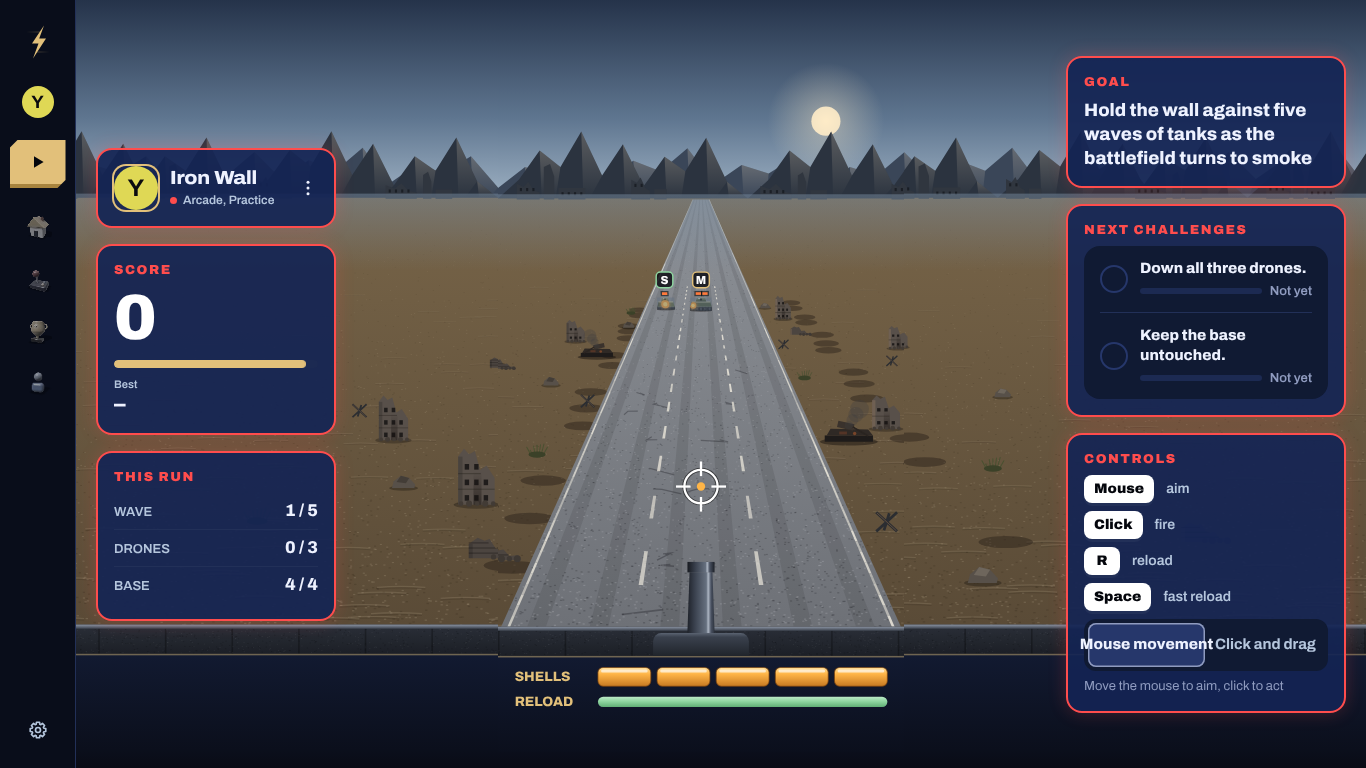 Y
Y
Iron Wall
Arcade, Practice
SCORE
0
Best
–
THIS RUN
WAVE 1 / 5
DRONES 0 / 3
BASE 4 / 4
S M
SHELLS
RELOAD
GOAL
Hold the wall against five
waves of tanks as the
battlefield turns to smoke
NEXT CHALLENGES
Down all three drones.
Not yet
Keep the base
untouched.
Not yet
CONTROLS
Mouse aim
Click fire
R reload
Space fast reload
Mouse movement Click and drag
Move the mouse to aim, click to act